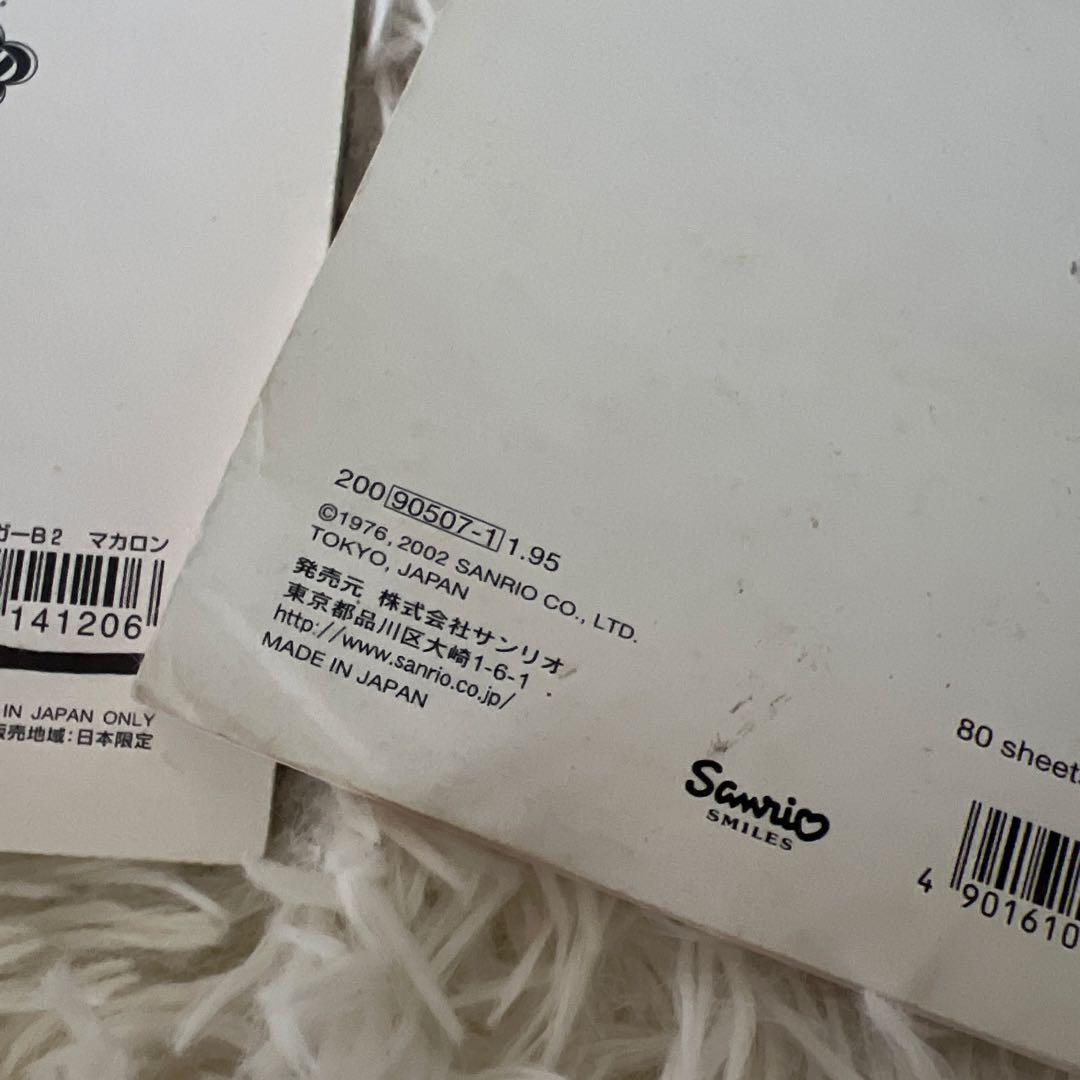 ガーB2 マカロン
141206
IN JAPAN ONLY
販売地域:日本限定
200 90507-1 1.95
©1976, 2002 SANRIO CO., LTD.
TOKYO, JAPAN
発売元 株式会社サンリオ
東京都品川区大崎1-6-1
http://www.sanrio.co.jp/
MADE IN JAPAN
Sanrio
SMILES
80 sheets
4 901610